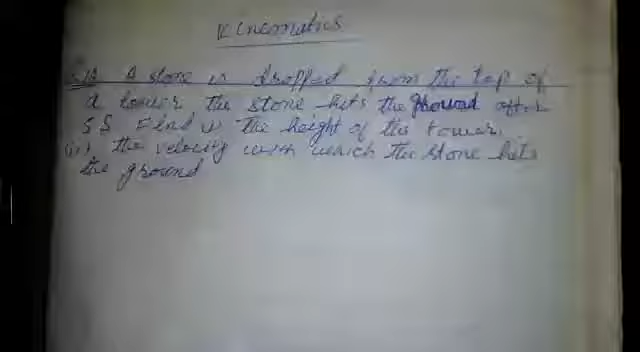 Kinematics
A stone is dropped from the top of
a tower the stone hits the ground after
5 S Find (i) the height of the tower.
(ii) the velocity with which the stone hits
the ground